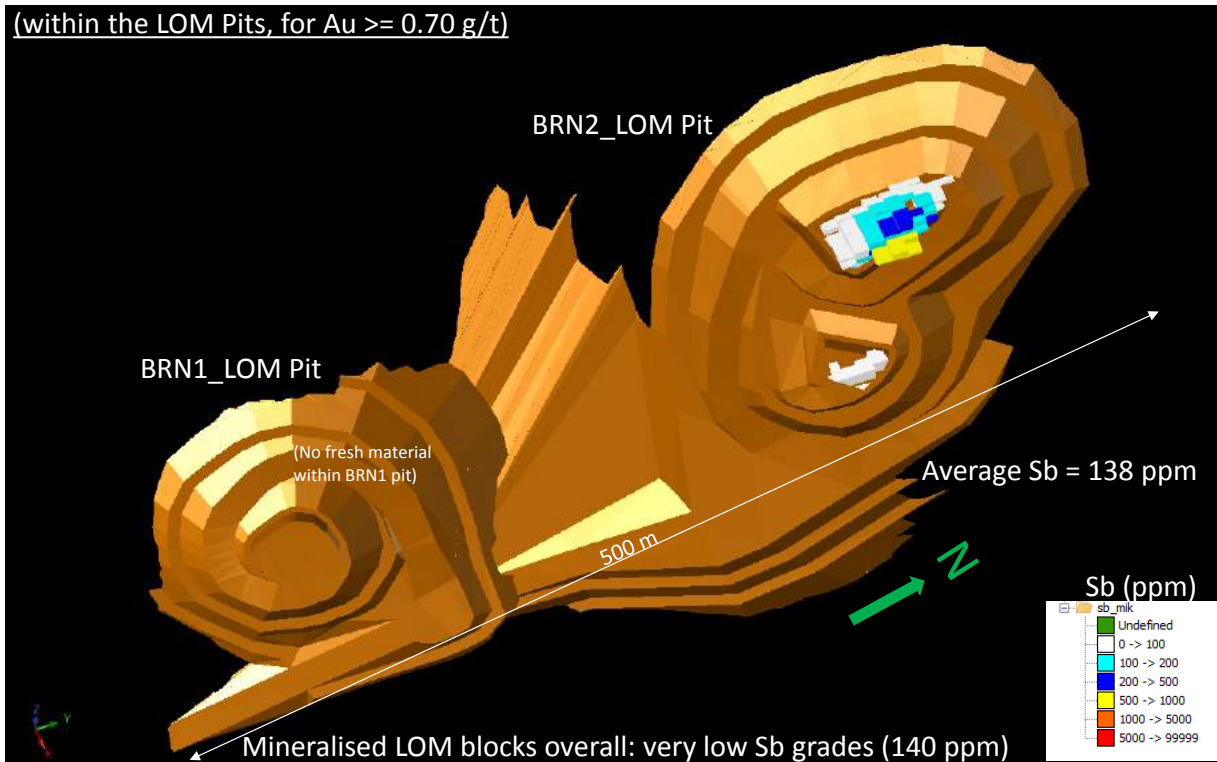 (within the LOM Pits, for Au >= 0.70 g/t)
BRN2_LOM Pit
BRN1_LOM Pit
(No fresh material
within BRN1 pit)
Average Sb = 138 ppm
500 m
N
Sb (ppm)
sb_mik
Undefined
0 -> 100
100 -> 200
200 -> 500
500 -> 1000
1000 -> 5000
5000 -> 99999
Z
Y
Mineralised LOM blocks overall: very low Sb grades (140 ppm)